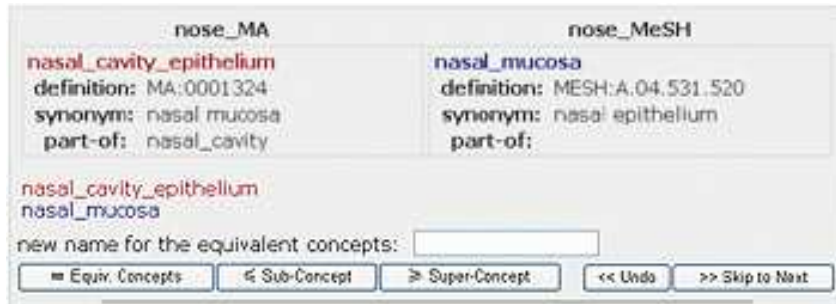 nose_MA nose_MeSH
nasal_cavity_epithelium nasal_mucosa
definition: MA:0001324 definition: MESH:A.04.531.520
synonym: nasal mucosa synonym: nasal epithelium
part-of: nasal_cavity part-of:
nasal_cavity_epithelium
nasal_mucosa
new name for the equivalent concepts:
= Equiv. Concepts ≤ Sub-Concept ≥ Super-Concept << Undo >> Skip to Next